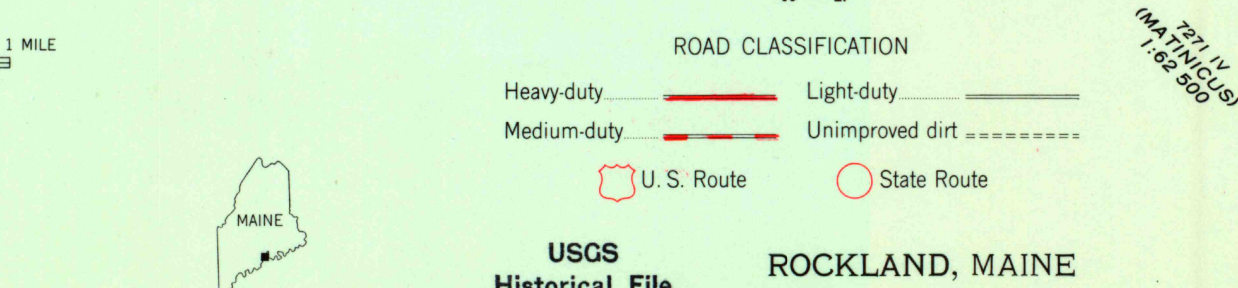 1 MILE
ROAD CLASSIFICATION
Heavy-duty
Light-duty
Medium-duty
Unimproved dirt
U. S. Route
State Route
7271 IV
(MATINICUS)
1:62 500
MAINE
USGS
Historical File
ROCKLAND, MAINE